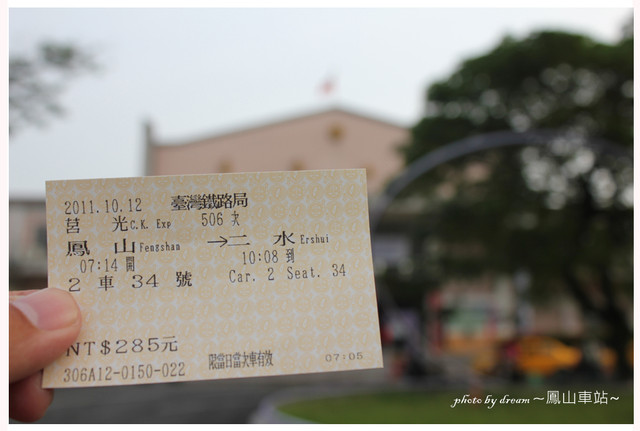 2011.10.12 臺灣鐵路局
莒 光 C.K. Exp 506 次
鳳 山 Fengshan → 二 水 Ershui
07:14 開 10:08 到
2 車 34 號 Car. 2 Seat. 34
NT$285元
限當日當次車有效 07:05
306A12-0150-022
photo by dream ~鳳山車站~